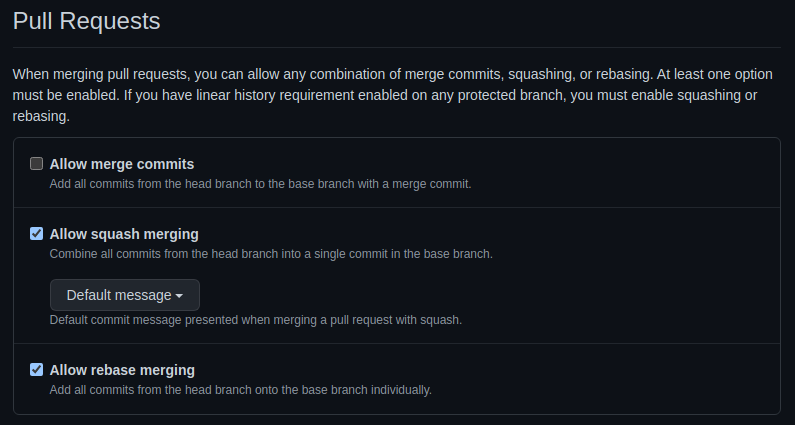 Pull Requests
When merging pull requests, you can allow any combination of merge commits, squashing, or rebasing. At least one option
must be enabled. If you have linear history requirement enabled on any protected branch, you must enable squashing or
rebasing.
Allow merge commits
Add all commits from the head branch to the base branch with a merge commit.
Allow squash merging
Combine all commits from the head branch into a single commit in the base branch.
Default message
Default commit message presented when merging a pull request with squash.
Allow rebase merging
Add all commits from the head branch onto the base branch individually.